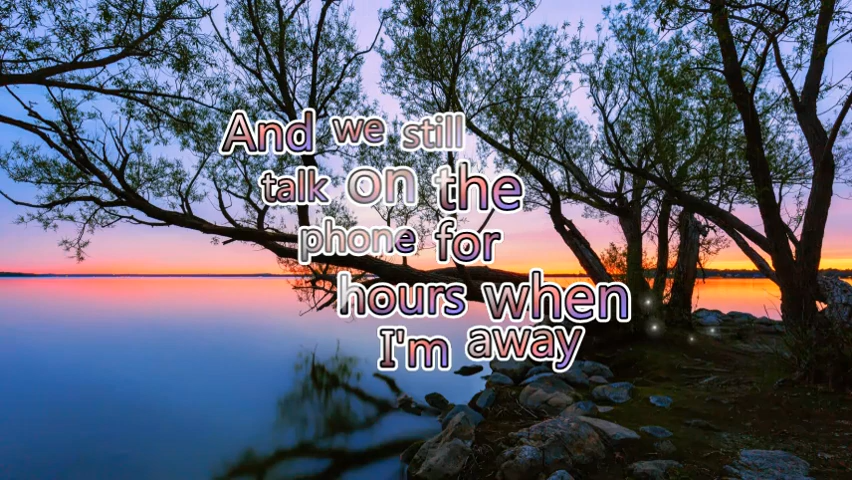 And we still
talk on the
phone for
hours when
I'm away